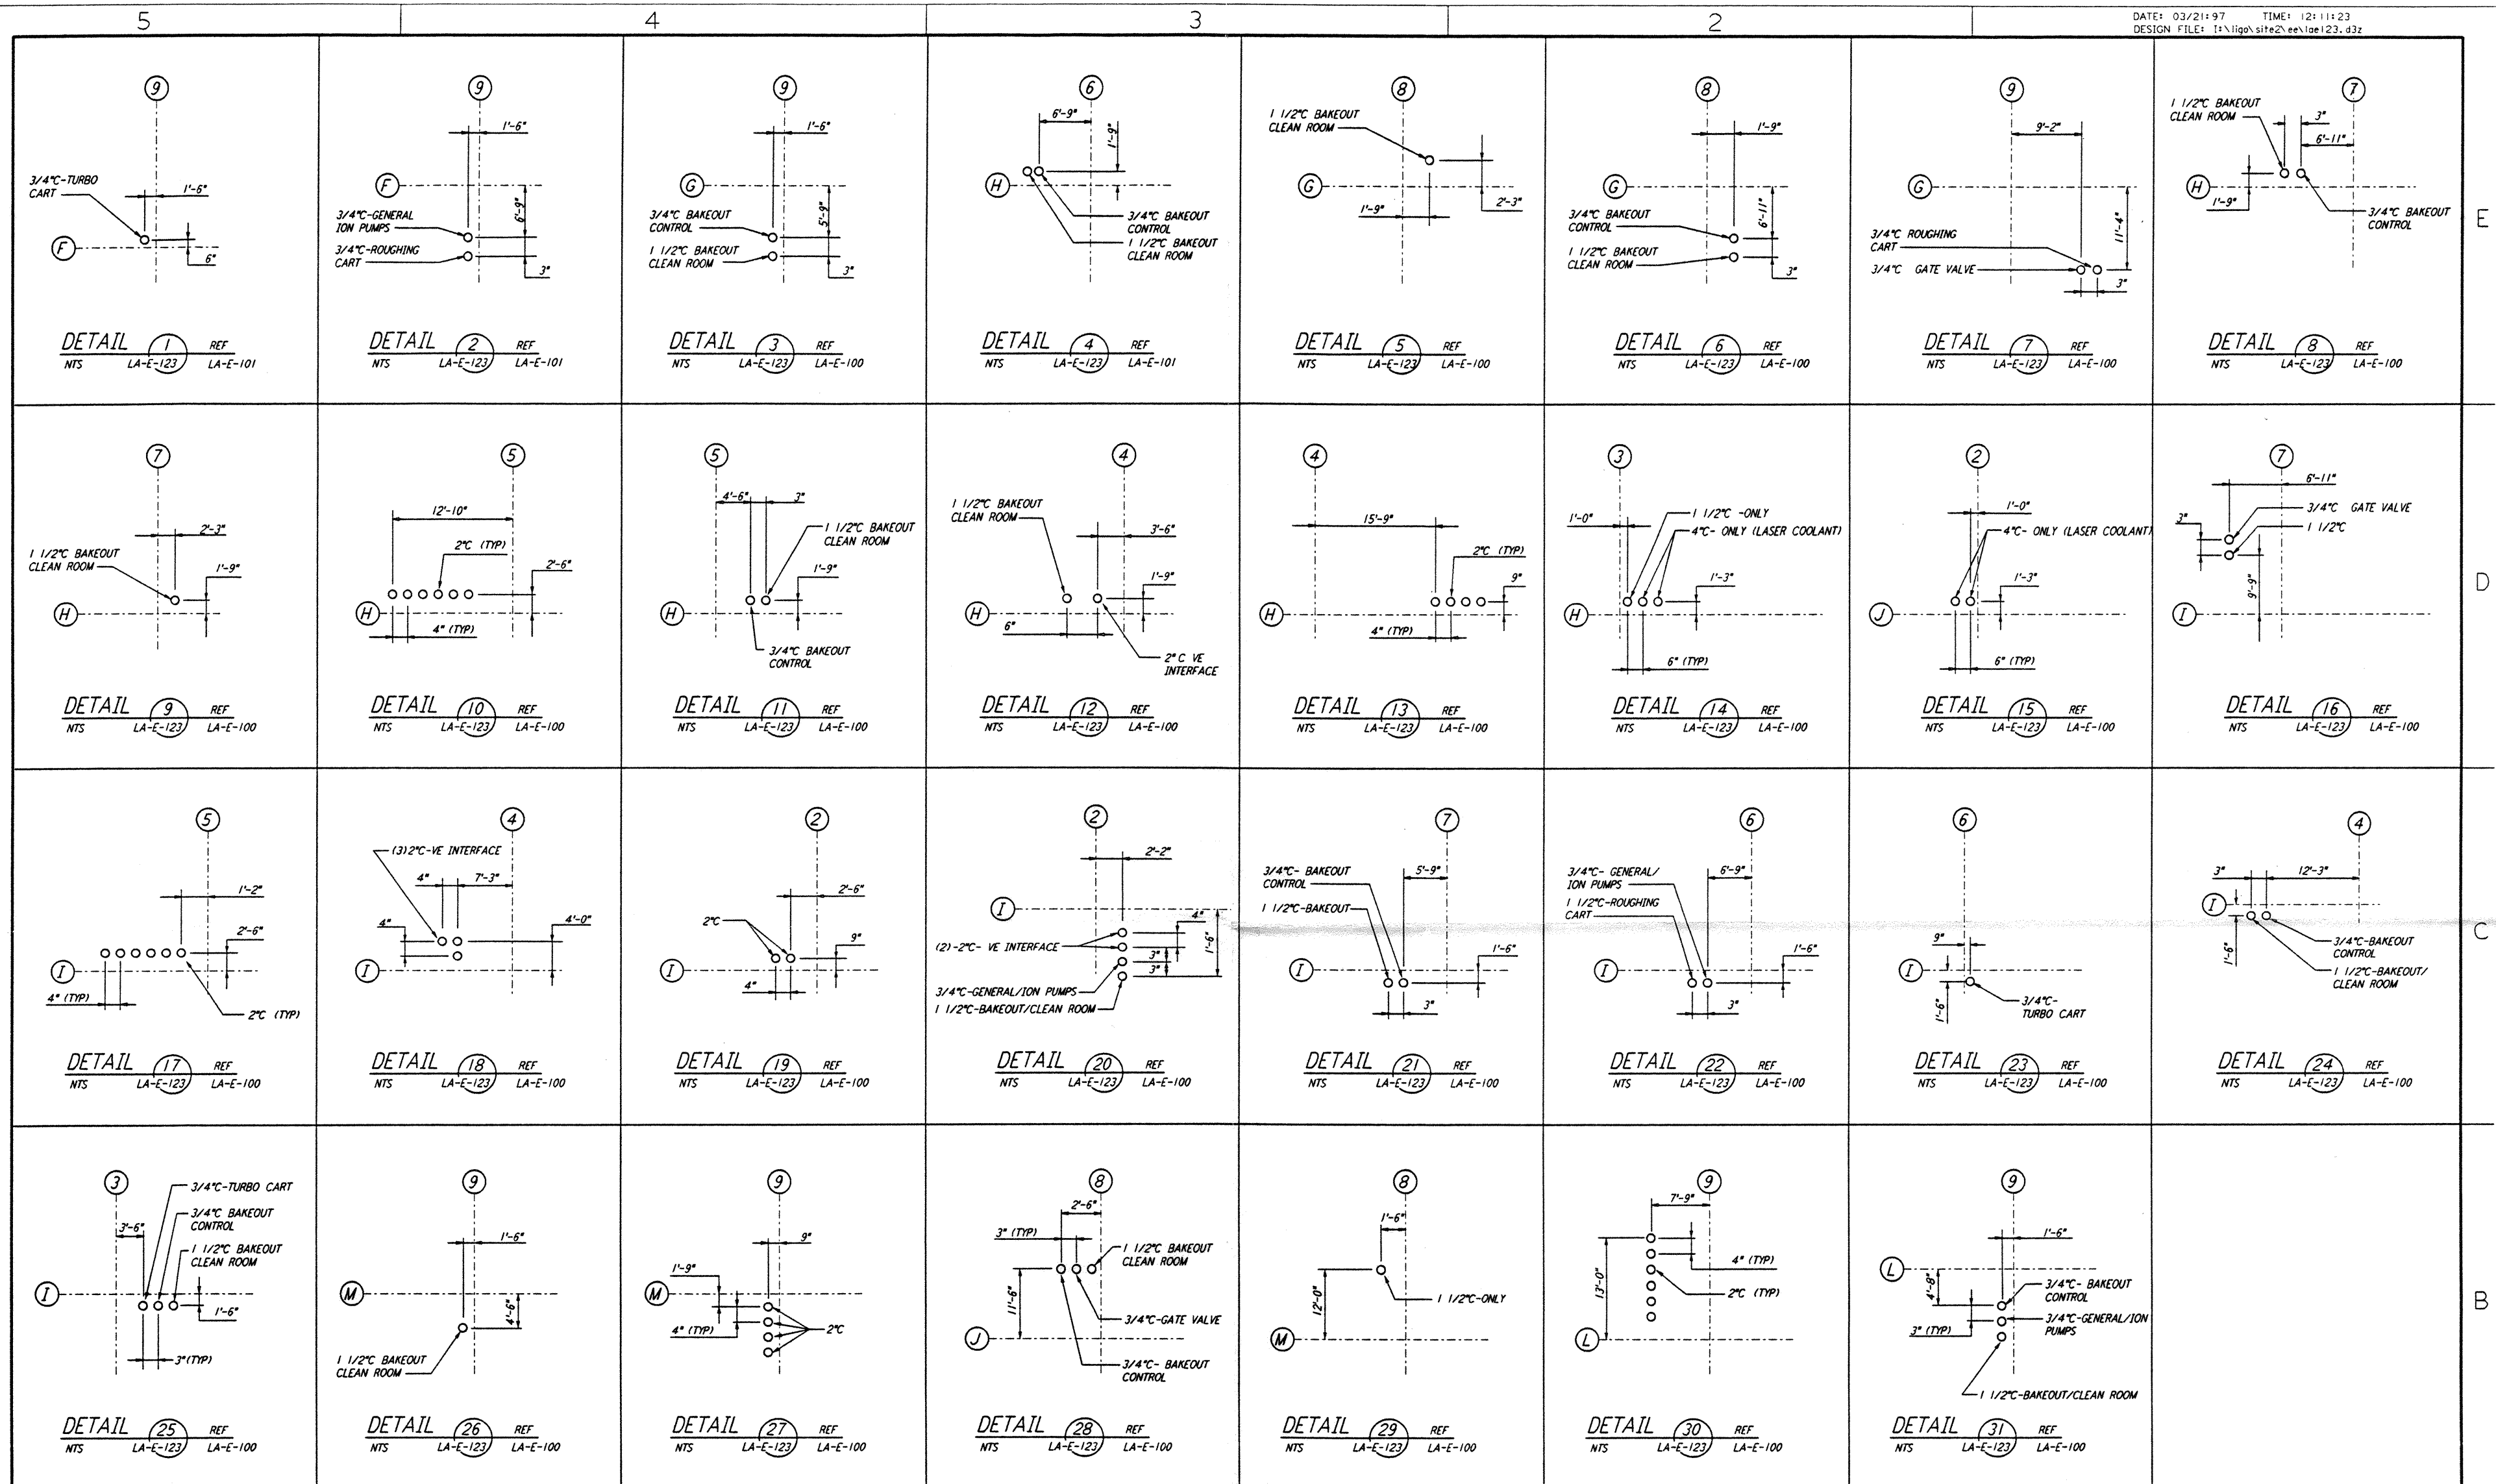 5
4
3
2
DATE: 03/21:97 TIME: 12:11:23
DESIGN FILE: I:\ligo\site2\ee\lae123.d3z
E
D
C
B
9
3/4"C-TURBO
CART
1'-6"
F
6"
DETAIL 1 REF
NTS LA-E-123 LA-E-101
9
1'-6"
F
3/4"C-GENERAL
ION PUMPS
6'-9"
3/4"C-ROUGHING
CART
3"
DETAIL 2 REF
NTS LA-E-123 LA-E-101
9
1'-6"
G
3/4"C BAKEOUT
CONTROL
5'-9"
1 1/2"C BAKEOUT
CLEAN ROOM
3"
DETAIL 3 REF
NTS LA-E-123 LA-E-100
6
6'-9"
1'-9"
H
3/4"C BAKEOUT
CONTROL
1 1/2"C BAKEOUT
CLEAN ROOM
DETAIL 4 REF
NTS LA-E-123 LA-E-101
8
1 1/2"C BAKEOUT
CLEAN ROOM
G
1'-9"
2'-3"
DETAIL 5 REF
NTS LA-E-123 LA-E-100
8
1'-9"
G
3/4"C BAKEOUT
CONTROL
6'-11"
1 1/2"C BAKEOUT
CLEAN ROOM
3"
DETAIL 6 REF
NTS LA-E-123 LA-E-100
9
9'-2"
G
11'-4"
3/4"C ROUGHING
CART
3/4"C GATE VALVE
3"
DETAIL 7 REF
NTS LA-E-123 LA-E-100
7
1 1/2"C BAKEOUT
CLEAN ROOM
3"
6'-11"
H
1'-9"
3/4"C BAKEOUT
CONTROL
DETAIL 8 REF
NTS LA-E-123 LA-E-100
7
2'-3"
1 1/2"C BAKEOUT
CLEAN ROOM
1'-9"
H
DETAIL 9 REF
NTS LA-E-123 LA-E-100
5
12'-10"
2"C (TYP)
2'-6"
H
4" (TYP)
DETAIL 10 REF
NTS LA-E-123 LA-E-100
5
4'-6" 3"
1 1/2"C BAKEOUT
CLEAN ROOM
1'-9"
H
3/4"C BAKEOUT
CONTROL
DETAIL 11 REF
NTS LA-E-123 LA-E-100
4
1 1/2"C BAKEOUT
CLEAN ROOM
3'-6"
1'-9"
H
6"
2"C VE
INTERFACE
DETAIL 12 REF
NTS LA-E-123 LA-E-100
4
15'-9"
2"C (TYP)
9"
H
4" (TYP)
DETAIL 13 REF
NTS LA-E-123 LA-E-100
3
1'-0"
1 1/2"C -ONLY
4"C- ONLY (LASER COOLANT)
1'-3"
H
6" (TYP)
DETAIL 14 REF
NTS LA-E-123 LA-E-100
2
1'-0"
4"C- ONLY (LASER COOLANT)
1'-3"
J
6" (TYP)
DETAIL 15 REF
NTS LA-E-123 LA-E-100
7
6'-11"
3/4"C GATE VALVE
1 1/2"C
3"
9'-9"
I
DETAIL 16 REF
NTS LA-E-123 LA-E-100
5
1'-2"
2'-6"
I
4" (TYP)
2"C (TYP)
DETAIL 17 REF
NTS LA-E-123 LA-E-100
4
(3)2"C-VE INTERFACE
4" 7'-3"
4" 4'-0"
I
DETAIL 18 REF
NTS LA-E-123 LA-E-100
2
2'-6"
2"C
9"
I
4"
DETAIL 19 REF
NTS LA-E-123 LA-E-100
2
2'-2"
I
4"
(2)-2"C- VE INTERFACE
1'-6"
3"
3"
3/4"C-GENERAL/ION PUMPS
1 1/2"C-BAKEOUT/CLEAN ROOM
DETAIL 20 REF
NTS LA-E-123 LA-E-100
7
3/4"C- BAKEOUT
CONTROL
5'-9"
1 1/2"C-BAKEOUT
1'-6"
I
3"
DETAIL 21 REF
NTS LA-E-123 LA-E-100
6
3/4"C- GENERAL/
ION PUMPS
6'-9"
1 1/2"C-ROUGHING
CART
1'-6"
I
3"
DETAIL 22 REF
NTS LA-E-123 LA-E-100
6
9"
I
1'-6"
3/4"C-
TURBO CART
DETAIL 23 REF
NTS LA-E-123 LA-E-100
4
3" 12'-3"
I
1'-6"
3/4"C-BAKEOUT
CONTROL
1 1/2"C-BAKEOUT/
CLEAN ROOM
DETAIL 24 REF
NTS LA-E-123 LA-E-100
3
3/4"C-TURBO CART
3/4"C BAKEOUT
CONTROL
3'-6"
1 1/2"C BAKEOUT
CLEAN ROOM
I
1'-6"
3"(TYP)
DETAIL 25 REF
NTS LA-E-123 LA-E-100
9
1'-6"
M
4'-6"
1 1/2"C BAKEOUT
CLEAN ROOM
DETAIL 26 REF
NTS LA-E-123 LA-E-100
9
9"
1'-9"
M
4" (TYP)
2"C
DETAIL 27 REF
NTS LA-E-123 LA-E-100
8
2'-6"
3" (TYP)
1 1/2"C BAKEOUT
CLEAN ROOM
11'-6"
3/4"C-GATE VALVE
J
3/4"C- BAKEOUT
CONTROL
DETAIL 28 REF
NTS LA-E-123 LA-E-100
8
1'-6"
12'-0"
1 1/2"C-ONLY
M
DETAIL 29 REF
NTS LA-E-123 LA-E-100
9
7'-9"
4" (TYP)
13'-0"
2"C (TYP)
L
DETAIL 30 REF
NTS LA-E-123 LA-E-100
9
1'-6"
L
4'-8"
3/4"C- BAKEOUT
CONTROL
3" (TYP)
3/4"C-GENERAL/ION
PUMPS
1 1/2"C-BAKEOUT/CLEAN ROOM
DETAIL 31 REF
NTS LA-E-123 LA-E-100